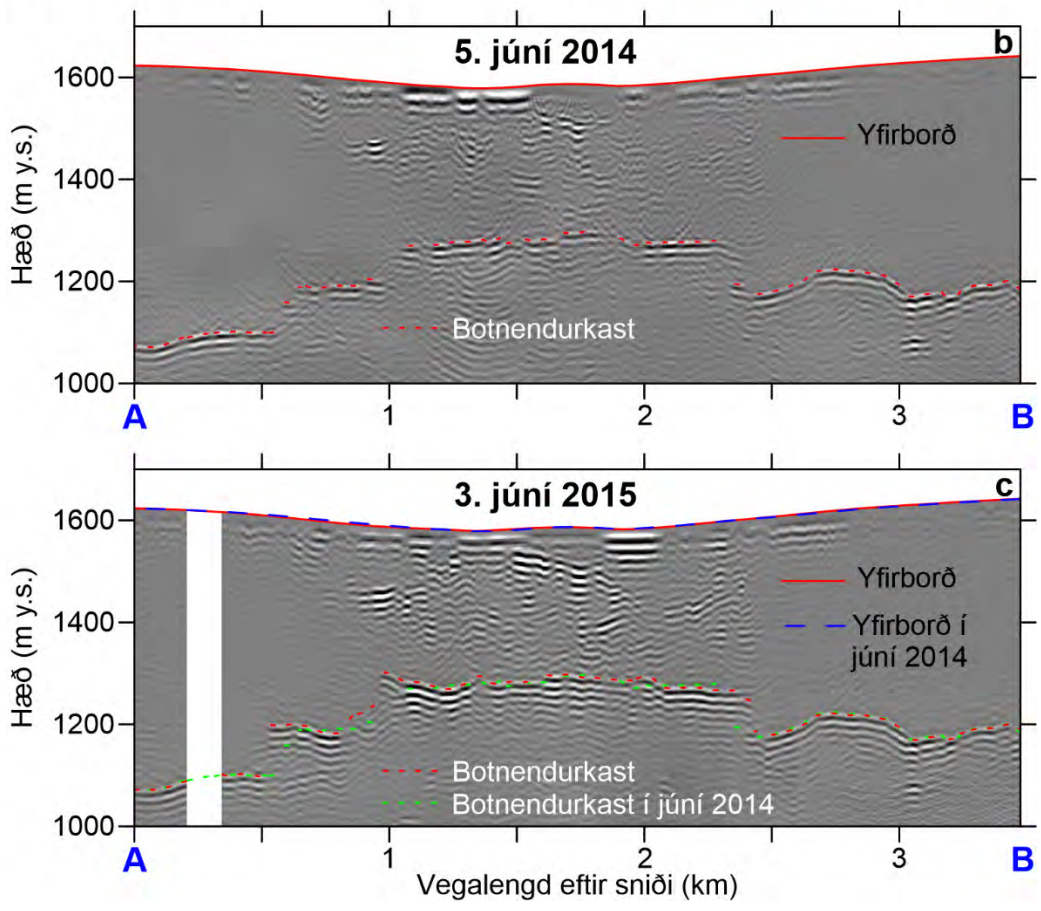 5. júní 2014
b
Hæð (m y.s.)
1600
1400
1200
1000
Yfirborð
Botnendurkast
A
1
2
3
B
3. júní 2015
c
Hæð (m y.s.)
1600
1400
1200
1000
Yfirborð
Yfirborð í
júní 2014
Botnendurkast
Botnendurkast í júní 2014
A
1
2
3
B
Vegalengd eftir sniði (km)